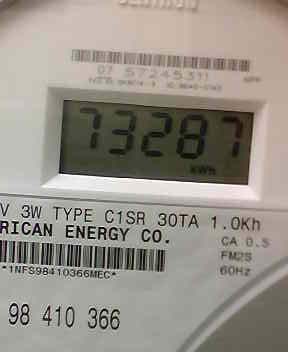 07 57245311
73287
kWh
V 3W TYPE C1SR 30TA 1.0Kh
RICAN ENERGY CO.
CA 0.5
FM2S
60Hz
*1NFS98410366MEC*
98 410 366